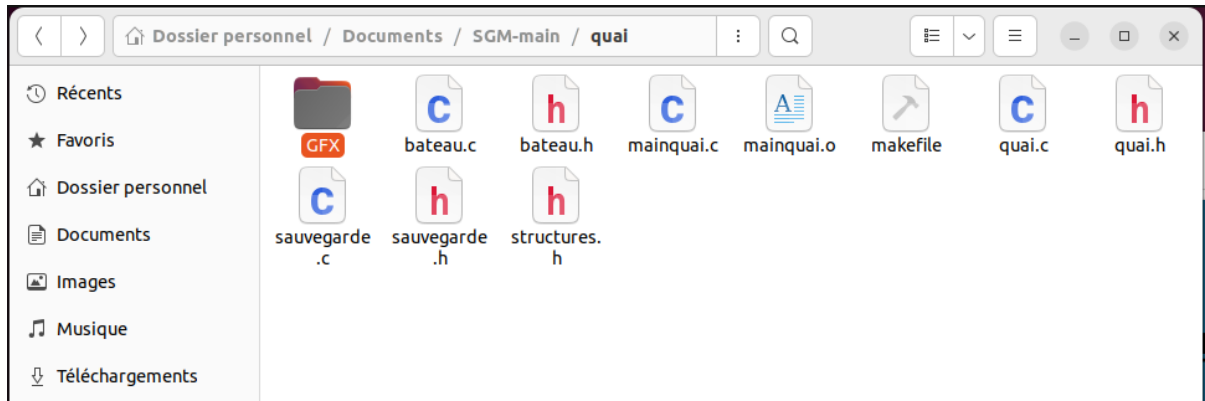 Dossier personnel / Documents / SGM-main / quai
Récents
Favoris
Dossier personnel
Documents
Images
Musique
Téléchargements
GFX
bateau.c
bateau.h
mainquai.c
mainquai.o
makefile
quai.c
quai.h
sauvegarde
.c
sauvegarde
.h
structures.
h